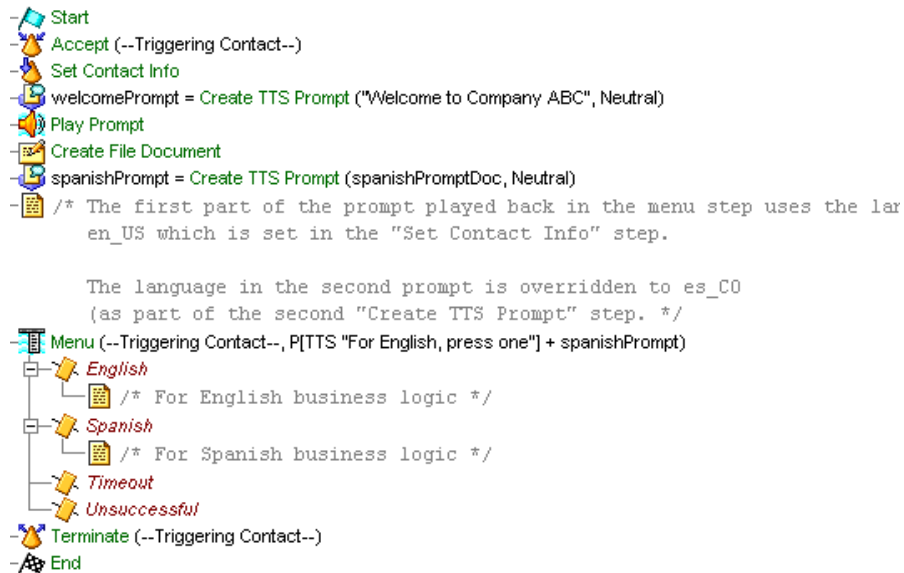 Start
Accept (--Triggering Contact--)
Set Contact Info
welcomePrompt = Create TTS Prompt ("Welcome to Company ABC", Neutral)
Play Prompt
Create File Document
spanishPrompt = Create TTS Prompt (spanishPromptDoc, Neutral)
/* The first part of the prompt played back in the menu step uses the
en_US which is set in the "Set Contact Info" step.
The language in the second prompt is overridden to es_CO
(as part of the second "Create TTS Prompt" step. */
Menu (--Triggering Contact--, P[TTS "For English, press one"] + spanishPrompt)
English
/* For English business logic */
Spanish
/* For Spanish business logic */
Timeout
Unsuccessful
Terminate (--Triggering Contact--)
End